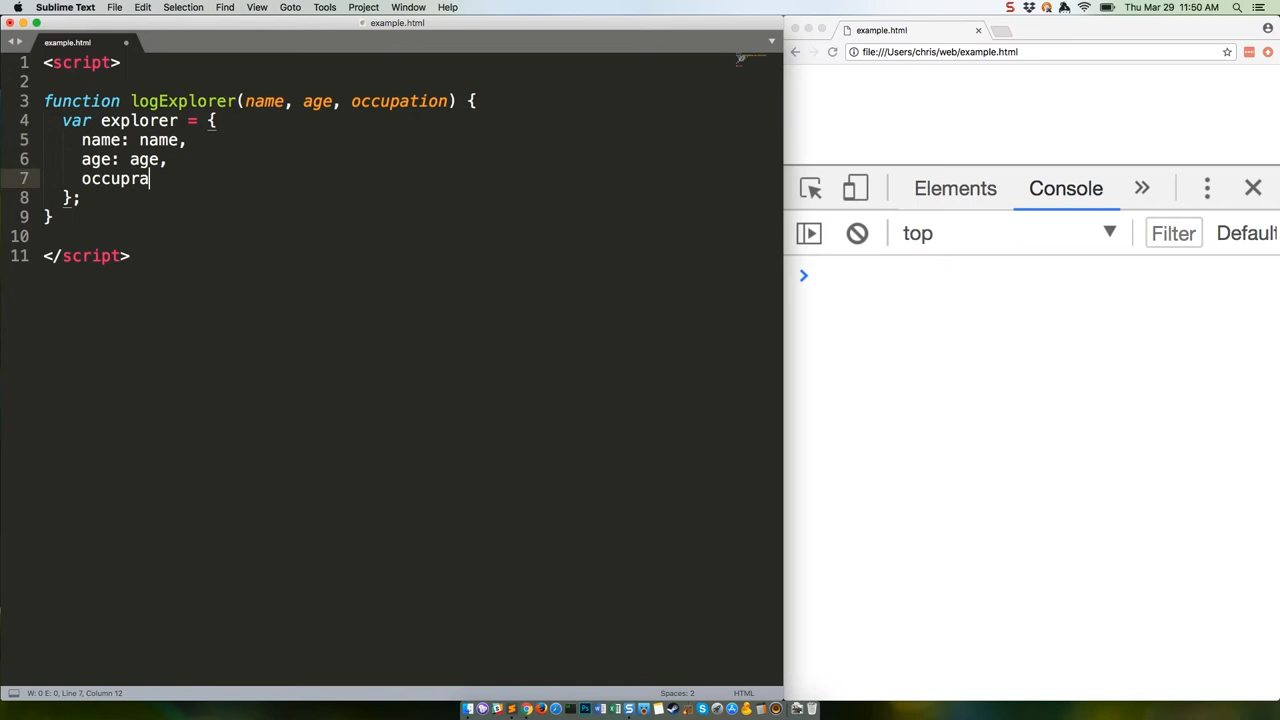 Sublime Text File Edit Selection Find View Goto Tools Project Window Help Thu Mar 29 11:50 AM
example.html
example.html
example.html
file:///Users/chris/web/example.html
1 <script>
2
3 function logExplorer(name, age, occupation) {
4 var explorer = {
5 name: name,
6 age: age,
7 occupra
8 };
9 }
10
11 </script>
Elements Console
top Filter Default
W: 0 E: 0, Line 7, Column 12 Spaces: 2 HTML